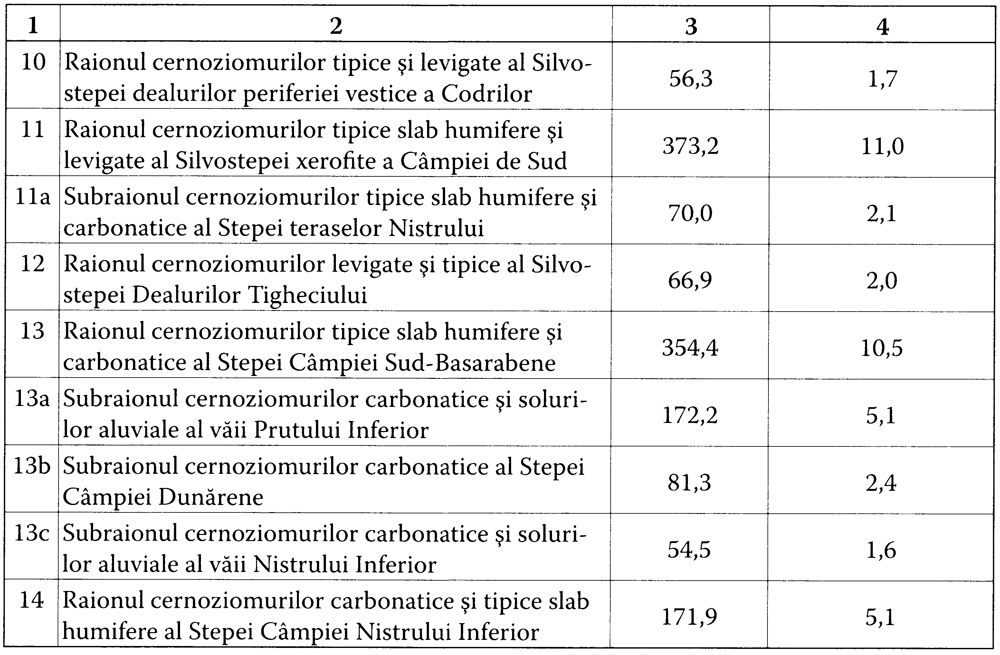 1 2 3 4
10 Raionul cernoziomurilor tipice şi levigate al Silvo-
stepei dealurilor periferiei vestice a Codrilor 56,3 1,7
11 Raionul cernoziomurilor tipice slab humifere şi
levigate al Silvostepei xerofite a Câmpiei de Sud 373,2 11,0
11a Subraionul cernoziomurilor tipice slab humifere şi
carbonatice al Stepei teraselor Nistrului 70,0 2,1
12 Raionul cernoziomurilor levigate şi tipice al Silvo-
stepei Dealurilor Tigheciului 66,9 2,0
13 Raionul cernoziomurilor tipice slab humifere şi
carbonatice al Stepei Câmpiei Sud-Basarabene 354,4 10,5
13a Subraionul cernoziomurilor carbonatice şi soluri-
lor aluviale al văii Prutului Inferior 172,2 5,1
13b Subraionul cernoziomurilor carbonatice al Stepei
Câmpiei Dunărene 81,3 2,4
13c Subraionul cernoziomurilor carbonatice şi soluri-
lor aluviale al văii Nistrului Inferior 54,5 1,6
14 Raionul cernoziomurilor carbonatice şi tipice slab
humifere al Stepei Câmpiei Nistrului Inferior 171,9 5,1